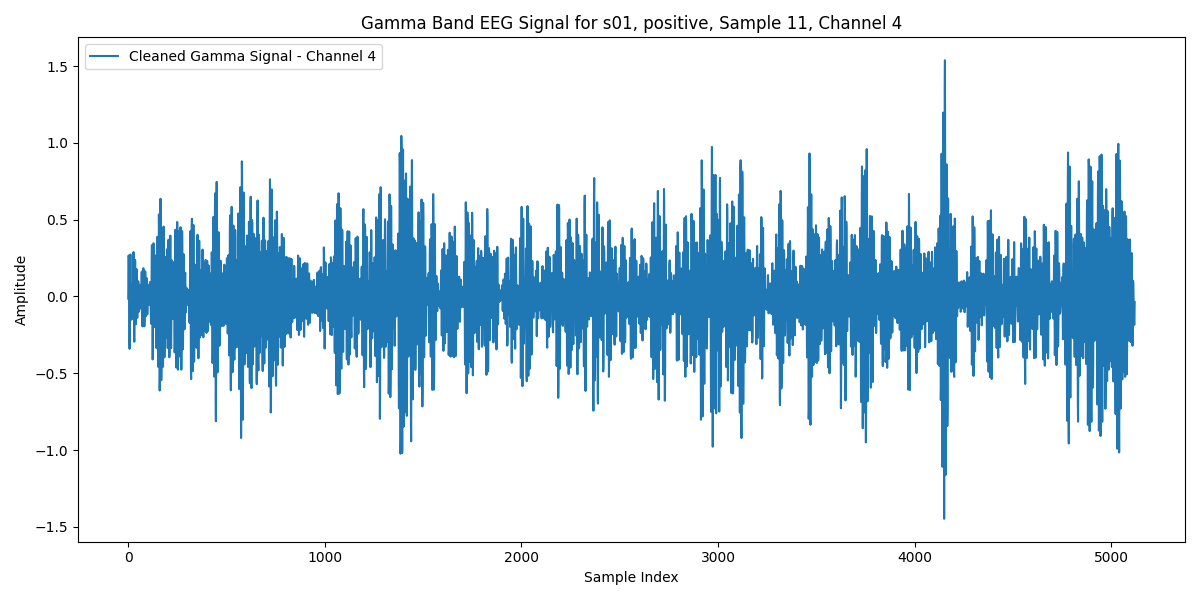 Gamma Band EEG Signal for s01, positive, Sample 11, Channel 4
Cleaned Gamma Signal - Channel 4
1.5
1.0
0.5
0.0
−0.5
−1.0
−1.5
Amplitude
0 1000 2000 3000 4000 5000
Sample Index